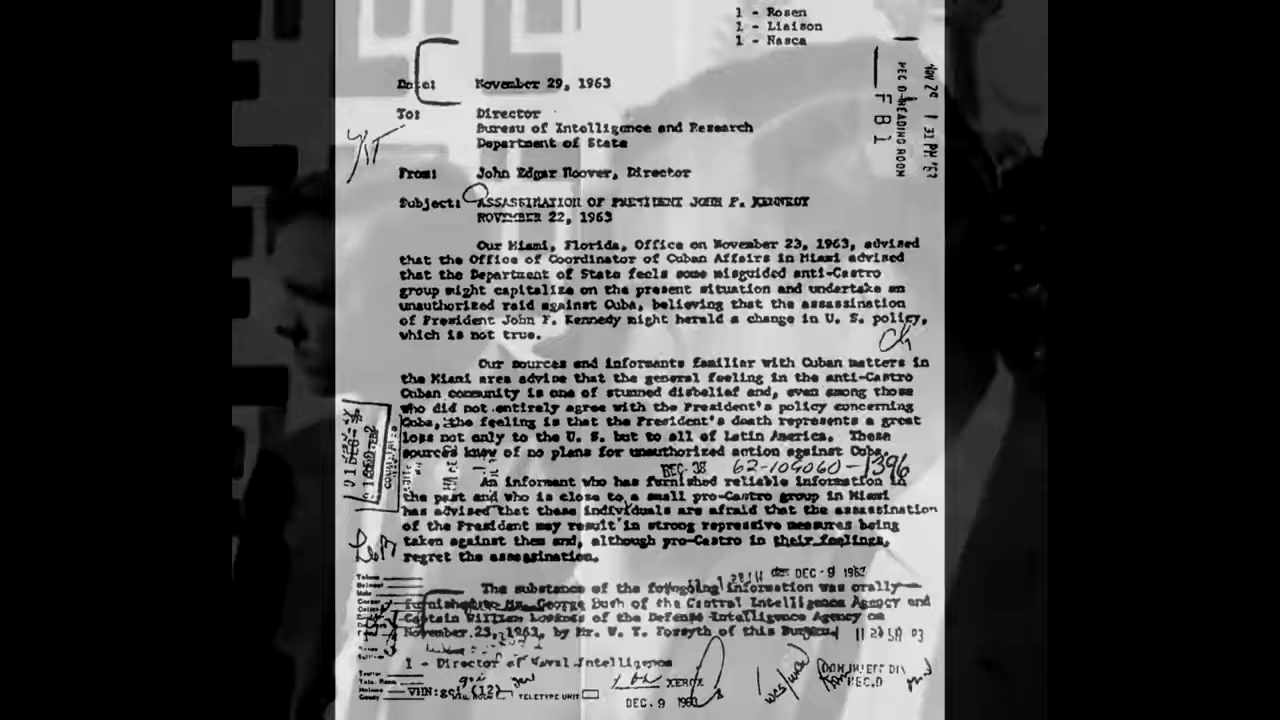 1 - Rosen
1 - Liaison
1 - Nasca
Date: November 29, 1963
To: Director
Bureau of Intelligence and Research
Department of State
From: John Edgar Hoover, Director
Subject: ASSASSINATION OF PRESIDENT JOHN F. KENNEDY
NOVEMBER 22, 1963
Our Miami, Florida, Office on November 23, 1963, advised
that the Office of Coordinator of Cuban Affairs in Miami advised
that the Department of State feels some misguided anti-Castro
group might capitalize on the present situation and undertake an
unauthorized raid against Cuba, believing that the assassination
of President John F. Kennedy might herald a change in U. S. policy,
which is not true.
Our sources and informants familiar with Cuban matters in
the Miami area advise that the general feeling in the anti-Castro
Cuban community is one of stunned disbelief and, even among those
who did not entirely agree with the President's policy concerning
Cuba, the feeling is that the President's death represents a great
loss not only to the U. S. but to all of Latin America. These
sources know of no plans for unauthorized action against Cuba.
REC-38 62-109060-1396
An informant who has furnished reliable information in
the past and who is close to a small pro-Castro group in Miami
has advised that these individuals are afraid that the assassination
of the President may result in strong repressive measures being
taken against them and, although pro-Castro in their feelings,
regret the assassination.
DEC-9 1963
The substance of the foregoing information was orally
furnished to Mr. George Bush of the Central Intelligence Agency and
Captain William of the Defense Intelligence Agency on
November 23, 1963, by Mr. W. T. Forsyth of this Bureau.
1 - Director of Naval Intelligence
VHN:gci (12)
TELETYPE UNIT
XEROX
DEC. 9 1963
REC'D READING ROOM
FBI